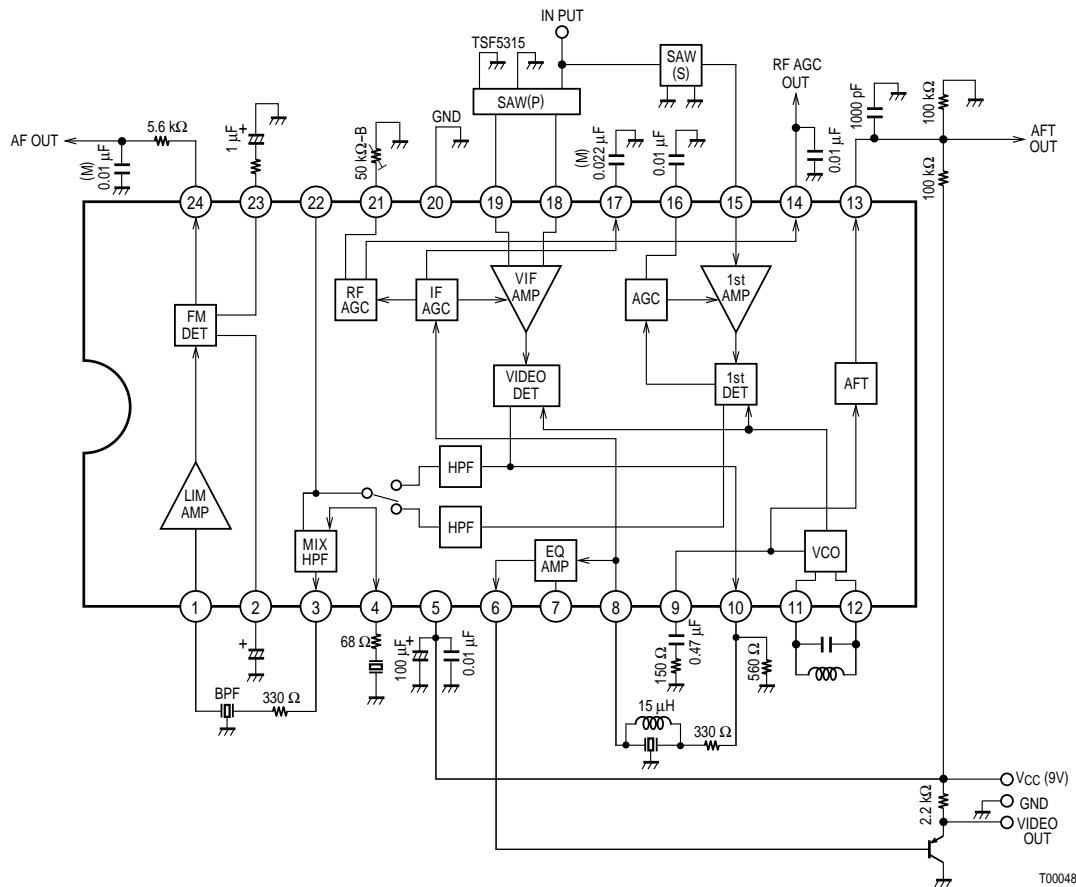 IN PUT
TSF5315
SAW (S)
SAW(P)
RF AGC OUT
1000 pF
100 kΩ
AF OUT
5.6 kΩ
(M) 0.01 µF
1 µF
+
50 kΩ–B
GND
(M) 0.022 µF
0.01 µF
0.01 µF
AFT OUT
100 kΩ
24
23
22
21
20
19
18
17
16
15
14
13
RF AGC
IF AGC
VIF AMP
AGC
1st AMP
FM DET
VIDEO DET
1st DET
AFT
HPF
LIM AMP
HPF
MIX HPF
EQ AMP
VCO
1
2
3
4
5
6
7
8
9
10
11
12
+
68 Ω
100 µF
+
0.01 µF
150 Ω
0.47 µF
560 Ω
BPF
330 Ω
15 µH
330 Ω
VCC (9V)
2.2 kΩ
GND
VIDEO OUT
T00048